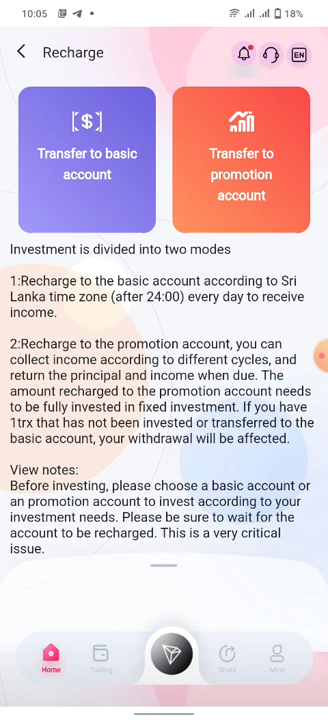 10:05
18%
Recharge
EN
Transfer to basic
account
Transfer to
promotion
account
Investment is divided into two modes
1:Recharge to the basic account according to Sri
Lanka time zone (after 24:00) every day to receive
income.
2:Recharge to the promotion account, you can
collect income according to different cycles, and
return the principal and income when due. The
amount recharged to the promotion account needs
to be fully invested in fixed investment. If you have
1trx that has not been invested or transferred to the
basic account, your withdrawal will be affected.
View notes:
Before investing, please choose a basic account or
an promotion account to invest according to your
investment needs. Please be sure to wait for the
account to be recharged. This is a very critical
issue.
Home
Trading
Share
Mine